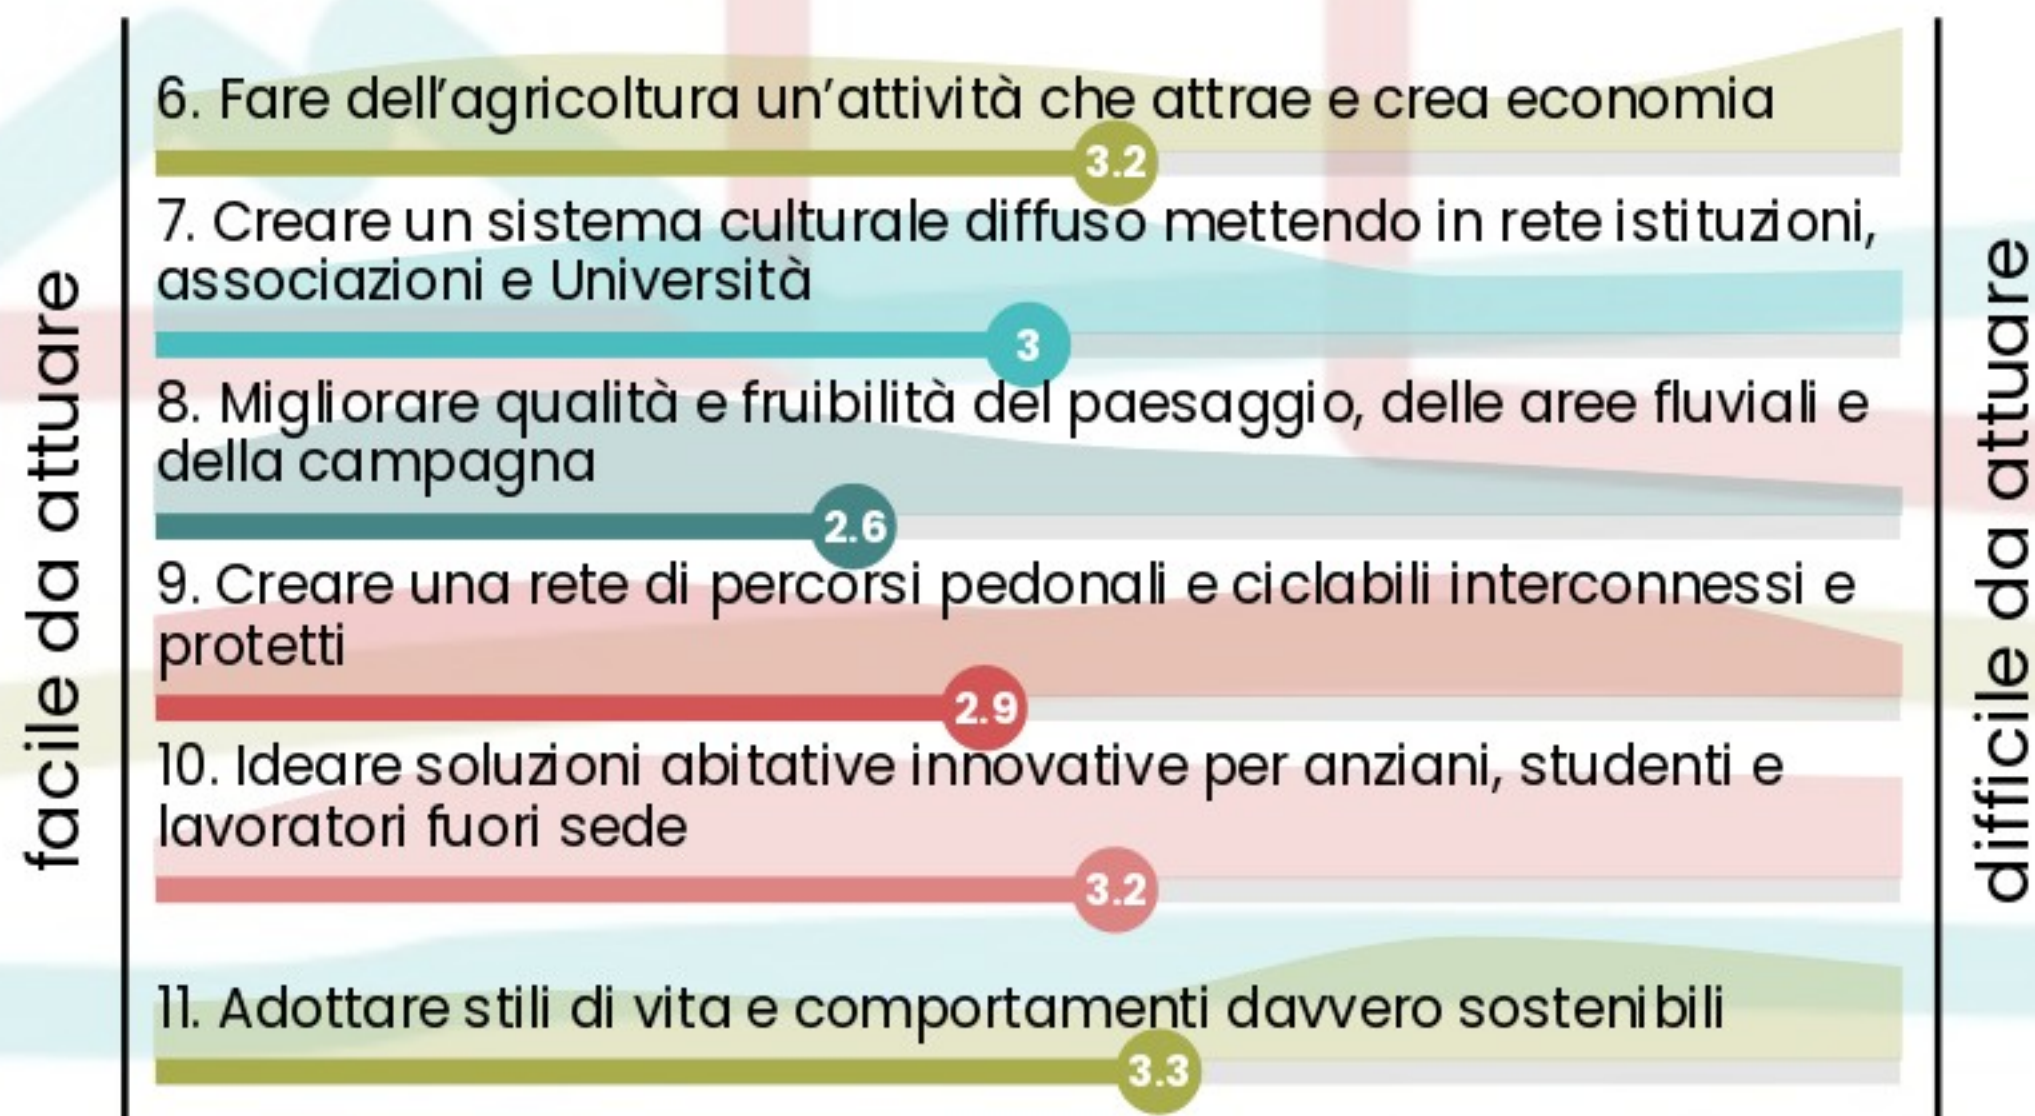 facile da attuare
6. Fare dell’agricoltura un’attività che attrae e crea economia
3.2
7. Creare un sistema culturale diffuso mettendo in rete istituzioni,
associazioni e Università
3
8. Migliorare qualità e fruibilità del paesaggio, delle aree fluviali e
della campagna
2.6
9. Creare una rete di percorsi pedonali e ciclabili interconnessi e
protetti
2.9
10. Ideare soluzioni abitative innovative per anziani, studenti e
lavoratori fuori sede
3.2
11. Adottare stili di vita e comportamenti davvero sostenibili
3.3
difficile da attuare